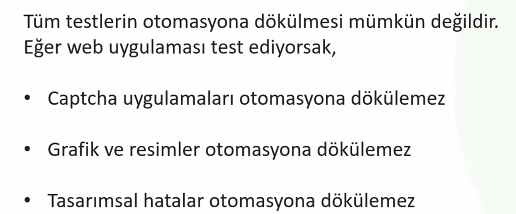 Tüm testlerin otomasyona dökülmesi mümkün değildir.
Eğer web uygulaması test ediyorsak,
• Captcha uygulamaları otomasyona dökülemez
• Grafik ve resimler otomasyona dökülemez
• Tasarımsal hatalar otomasyona dökülemez